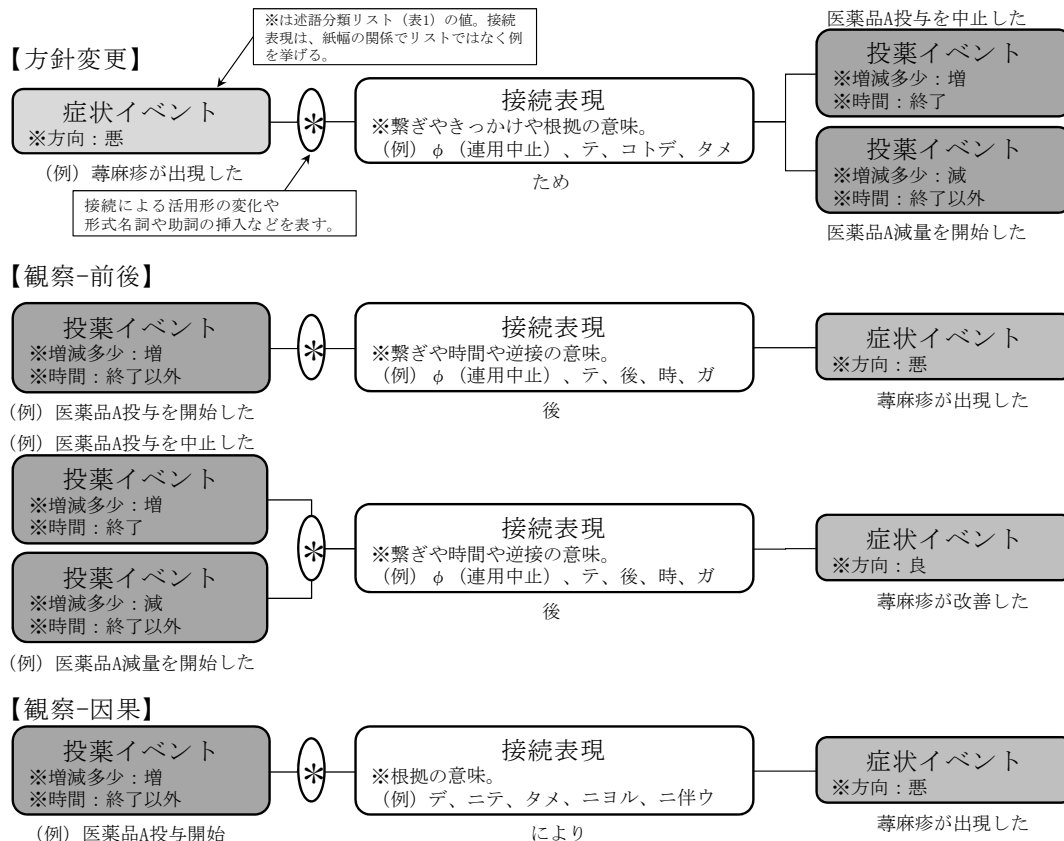 ※は述語分類リスト（表1）の値。接続
表現は、紙幅の関係でリストではなく例
を挙げる。
【方針変更】
症状イベント
※方向：悪
（例）蕁麻疹が出現した
*
接続による活用形の変化や
形式名詞や助詞の挿入などを表す。
接続表現
※繋ぎやきっかけや根拠の意味。
（例）φ（連用中止）、テ、コトデ、タメ
ため
医薬品A投与を中止した
投薬イベント
※増減多少：増
※時間：終了
投薬イベント
※増減多少：減
※時間：終了以外
医薬品A減量を開始した
【観察−前後】
投薬イベント
※増減多少：増
※時間：終了以外
（例）医薬品A投与を開始した
*
接続表現
※繋ぎや時間や逆接の意味。
（例）φ（連用中止）、テ、後、時、ガ
後
症状イベント
※方向：悪
蕁麻疹が出現した
（例）医薬品A投与を中止した
投薬イベント
※増減多少：増
※時間：終了
投薬イベント
※増減多少：減
※時間：終了以外
（例）医薬品A減量を開始した
*
接続表現
※繋ぎや時間や逆接の意味。
（例）φ（連用中止）、テ、後、時、ガ
後
症状イベント
※方向：良
蕁麻疹が改善した
【観察−因果】
投薬イベント
※増減多少：増
※時間：終了以外
（例）医薬品A投与開始
*
接続表現
※根拠の意味。
（例）デ、ニテ、タメ、ニヨル、ニ伴ウ
により
症状イベント
※方向：悪
蕁麻疹が出現した